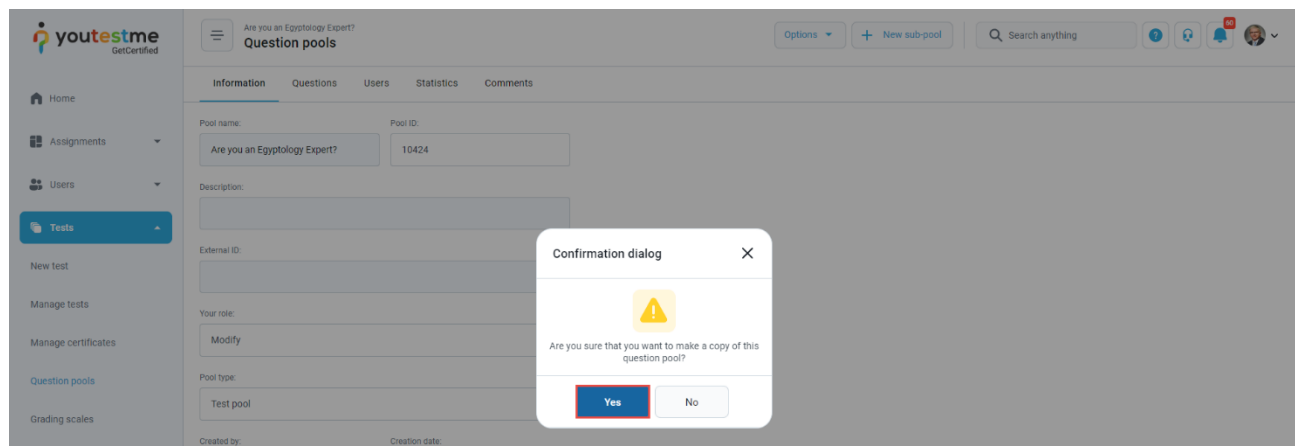 youtestme
GetCertified
Are you an Egyptology Expert?
Question pools
Options
+ New sub-pool
Search anything
60
Home
Assignments
Users
Tests
New test
Manage tests
Manage certificates
Question pools
Grading scales
Information Questions Users Statistics Comments
Pool name: Pool ID:
Are you an Egyptology Expert? 10424
Description:
External ID:
Your role:
Modify
Pool type:
Test pool
Created by: Creation date:
Confirmation dialog
Are you sure that you want to make a copy of this
question pool?
Yes No